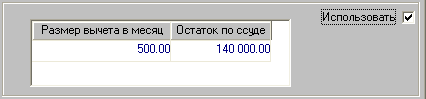 Использовать
Размер вычета в месяц Остаток по ссуде
500.00 140 000.00